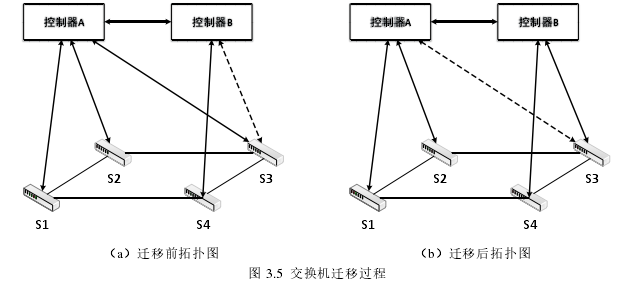 控制器A 控制器B 控制器A 控制器B
S2 S3 S2 S3
S1 S4 S1 S4
（a）迁移前拓扑图 （b）迁移后拓扑图
图 3.5 交换机迁移过程